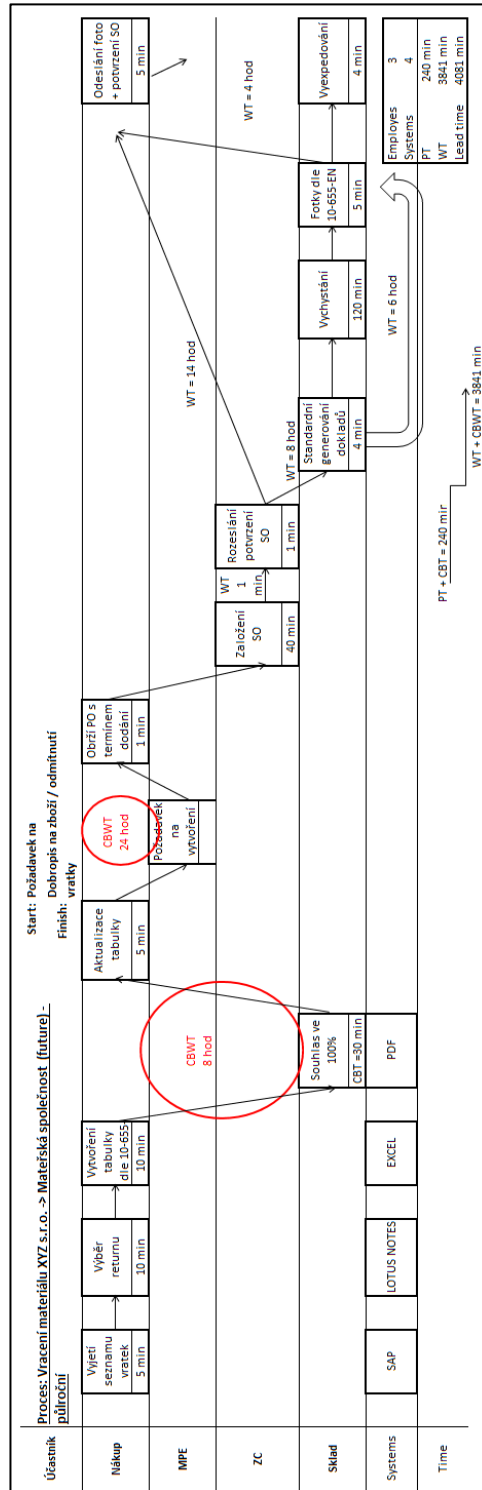 Účastník
Proces: Vracení materiálu XYZ s.r.o. -> Mateřská společnost (future) -
půlroční
Start: Požadavek na
Dobropis na zboží / odmítnutí
Finish: vratky
Nákup
Vyjetí
seznamu
vratek
5 min
Výběr
returnu
10 min
Vytvoření
tabulky
dle 10-655-
10 min
Aktualizace
tabulky
5 min
CBWT
24 hod
Obrží PO s
termínem
dodání
1 min
Odeslání foto
+ potvrzení SO
5 min
MPE
CBWT
8 hod
Požadavek
na
vytvoření
WT = 14 hod
WT = 4 hod
ZC
Založení
SO
40 min
WT
1
min
Rozeslání
potvrzení
SO
1 min
WT = 8 hod
Sklad
Souhlas ve
100%
CBT =30 min
Standardní
generování
dokladů
4 min
Vychystání
120 min
Fotky dle
10-655-EN
5 min
Vyexpedování
4 min
Systems
SAP
LOTUS NOTES
EXCEL
PDF
WT = 6 hod
Employes 3
Systems 4
PT 240 min
WT 3841 min
Lead time 4081 min
Time
PT + CBT = 240 mir
WT + CBWT = 3841 min